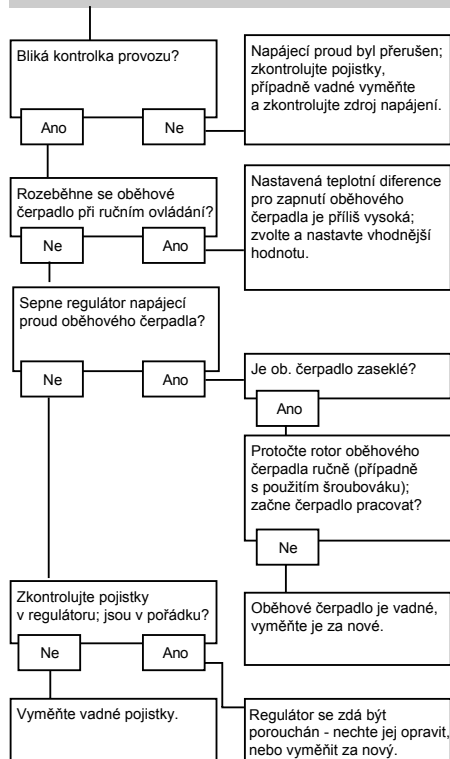 Bliká kontrolka provozu?
Ano
Ne
Napájecí proud byl přerušen;
zkontrolujte pojistky,
případně vadné vyměňte
a zkontrolujte zdroj napájení.
Rozeběhne se oběhové
čerpadlo při ručním ovládání?
Ne
Ano
Nastavená teplotní diference
pro zapnutí oběhového
čerpadla je příliš vysoká;
zvolte a nastavte vhodnější
hodnotu.
Sepne regulátor napájecí
proud oběhového čerpadla?
Ne
Ano
Je ob. čerpadlo zaseklé?
Ano
Protočte rotor oběhového
čerpadla ručně (případně
s použitím šroubováku);
začne čerpadlo pracovat?
Ne
Oběhové čerpadlo je vadné,
vyměňte je za nové.
Zkontrolujte pojistky
v regulátoru; jsou v pořádku?
Ne
Ano
Vyměňte vadné pojistky.
Regulátor se zdá být
porouchán - nechte jej opravit,
nebo vyměňit za nový.